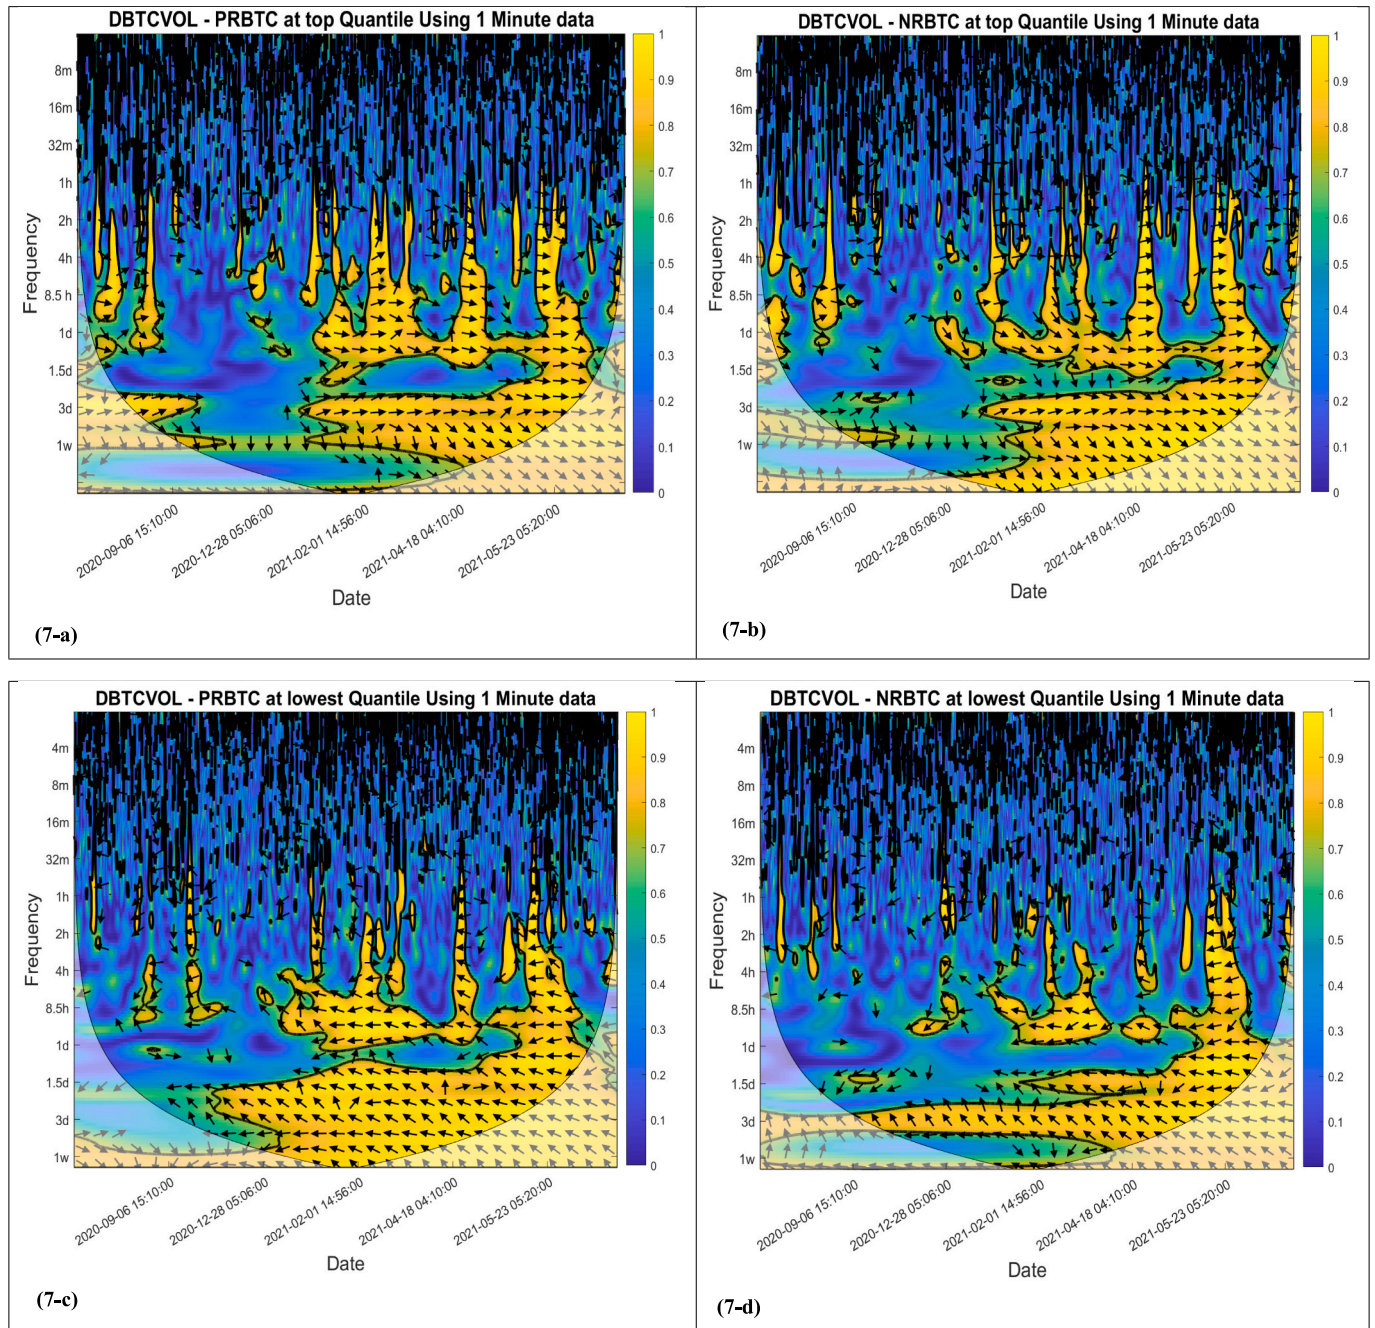 DBTCVOL - PRBTC at top Quantile Using 1 Minute data
8m
16m
32m
1h
2h
4h
8.5 h
1d
1.5d
3d
1w
Frequency
1
0.9
0.8
0.7
0.6
0.5
0.4
0.3
0.2
0.1
0
2020-09-06 15:10:00
2020-12-28 05:06:00
2021-02-01 14:56:00
2021-04-18 04:10:00
2021-05-23 05:20:00
Date
(7-a)
DBTCVOL - NRBTC at top Quantile Using 1 Minute data
8m
16m
32m
1h
2h
4h
8.5h
1d
1.5d
3d
1w
Frequency
1
0.9
0.8
0.7
0.6
0.5
0.4
0.3
0.2
0.1
0
2020-09-06 15:10:00
2020-12-28 05:06:00
2021-02-01 14:56:00
2021-04-18 04:10:00
2021-05-23 05:20:00
Date
(7-b)
DBTCVOL - PRBTC at lowest Quantile Using 1 Minute data
4m
8m
16m
32m
1h
2h
4h
8.5h
1d
1.5d
3d
1w
Frequency
1
0.9
0.8
0.7
0.6
0.5
0.4
0.3
0.2
0.1
0
2020-09-06 15:10:00
2020-12-28 05:06:00
2021-02-01 14:56:00
2021-04-18 04:10:00
2021-05-23 05:20:00
Date
(7-c)
DBTCVOL - NRBTC at lowest Quantile Using 1 Minute data
4m
8m
16m
32m
1h
2h
4h
8.5h
1d
1.5d
3d
1w
Frequency
1
0.9
0.8
0.7
0.6
0.5
0.4
0.3
0.2
0.1
0
2020-09-06 15:10:00
2020-12-28 05:06:00
2021-02-01 14:56:00
2021-04-18 04:10:00
2021-05-23 05:20:00
Date
(7-d)